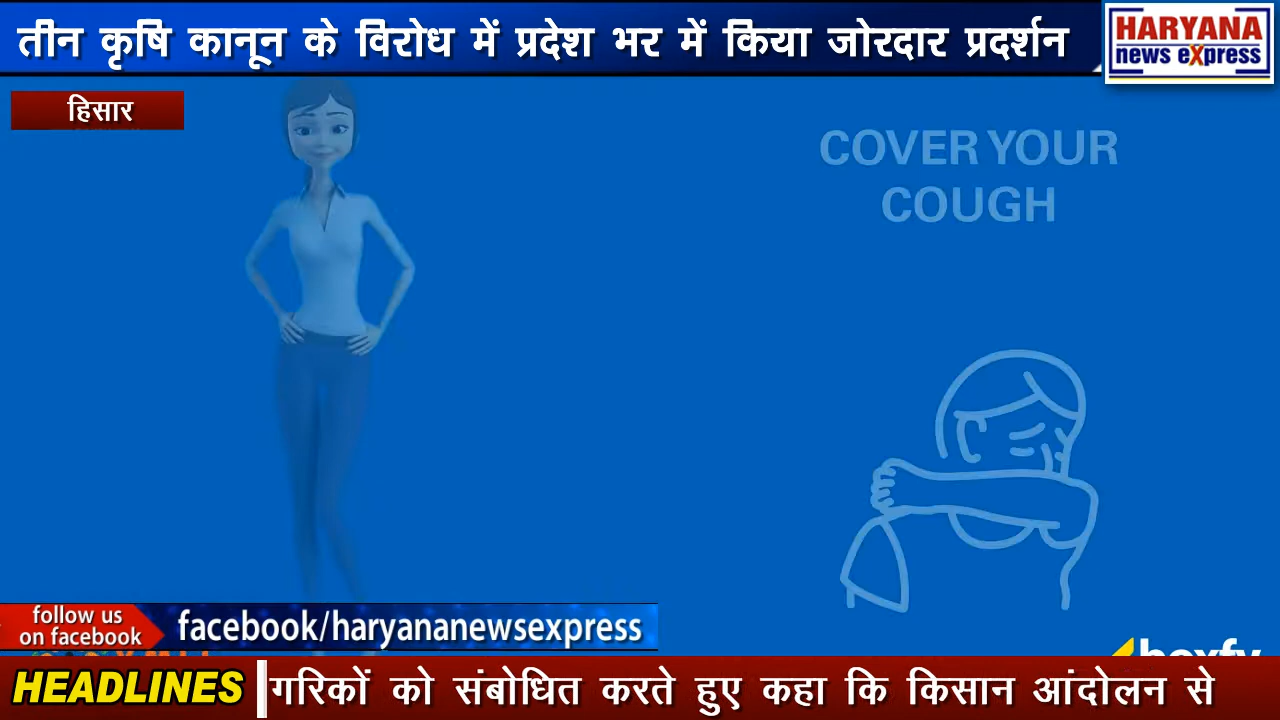 तीन कृषि कानून के विरोध में प्रदेश भर में किया जोरदार प्रदर्शन
HARYANA
news eXpress
हिसार
COVER YOUR
COUGH
follow us
on facebook
facebook/haryananewsexpress
HEADLINES
गरिकों को संबोधित करते हुए कहा कि किसान आंदोलन से